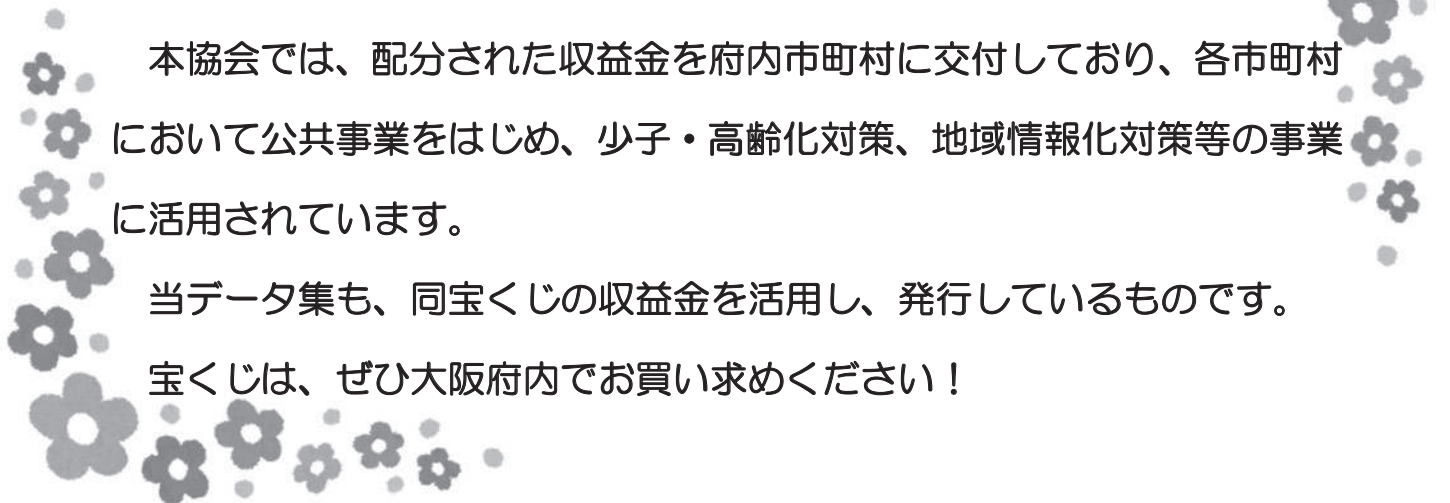 本協会では、配分された収益金を府内市町村に交付しており、各市町村
において公共事業をはじめ、少子・高齢化対策、地域情報化対策等の事業
に活用されています。
当データ集も、同宝くじの収益金を活用し、発行しているものです。
宝くじは、ぜひ大阪府内でお買い求めください！